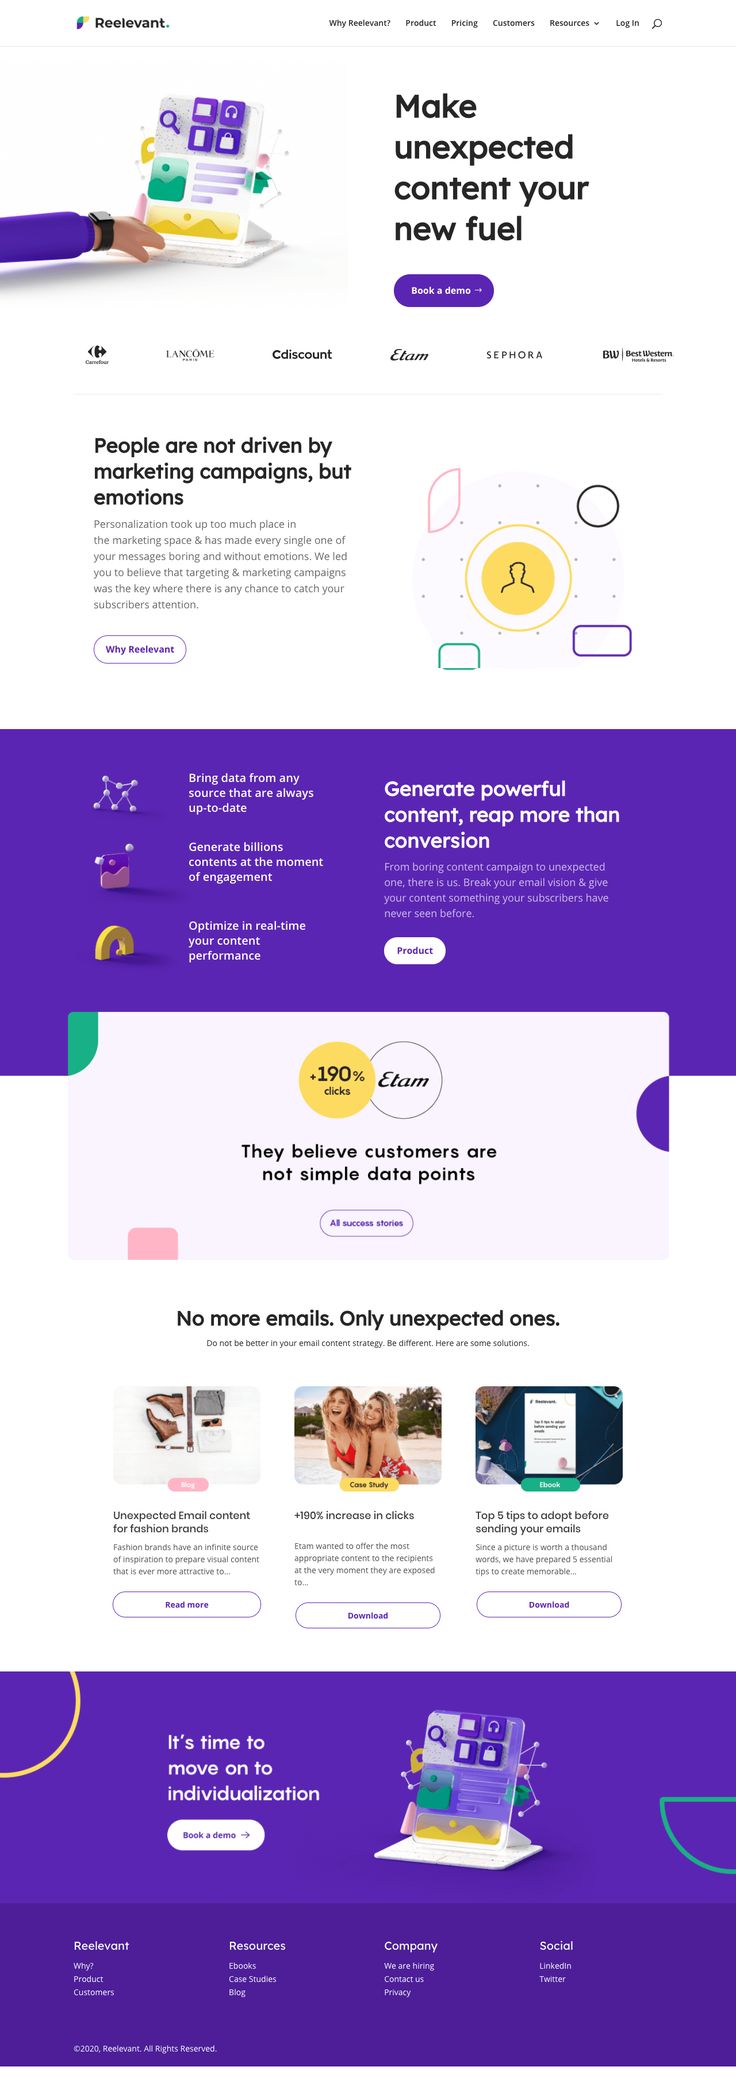 Reelevant.
Why Reelevant?
Product
Pricing
Customers
Resources
Log In
Make
unexpected
content your
new fuel
Book a demo →
Carrefour
LANCÔME
PARIS
Cdiscount
Etam
SEPHORA
BW Best Western
Hotels & Resorts
People are not driven by
marketing campaigns, but
emotions
Personalization took up too much place in
the marketing space & has made every single one of
your messages boring and without emotions. We led
you to believe that targeting & marketing campaigns
was the key where there is any chance to catch your
subscribers attention.
Why Reelevant
Bring data from any
source that are always
up-to-date
Generate billions
contents at the moment
of engagement
Optimize in real-time
your content
performance
Generate powerful
content, reap more than
conversion
From boring content campaign to unexpected
one, there is us. Break your email vision & give
your content something your subscribers have
never seen before.
Product
+190%
clicks
Etam
They believe customers are
not simple data points
All success stories
No more emails. Only unexpected ones.
Do not be better in your email content strategy. Be different. Here are some solutions.
Blog
Unexpected Email content
for fashion brands
Fashion brands have an infinite source
of inspiration to prepare visual content
that is ever more attractive to...
Read more
Case Study
+190% increase in clicks
Etam wanted to offer the most
appropriate content to the recipients
at the very moment they are exposed
to...
Download
Reelevant.
Top 5 tips to adopt
before sending your
emails
Ebook
Top 5 tips to adopt before
sending your emails
Since a picture is worth a thousand
words, we have prepared 5 essential
tips to create memorable...
Download
It's time to
move on to
individualization
Book a demo →
Reelevant
Why?
Product
Customers
Resources
Ebooks
Case Studies
Blog
Company
We are hiring
Contact us
Privacy
Social
LinkedIn
Twitter
©2020, Reelevant. All Rights Reserved.